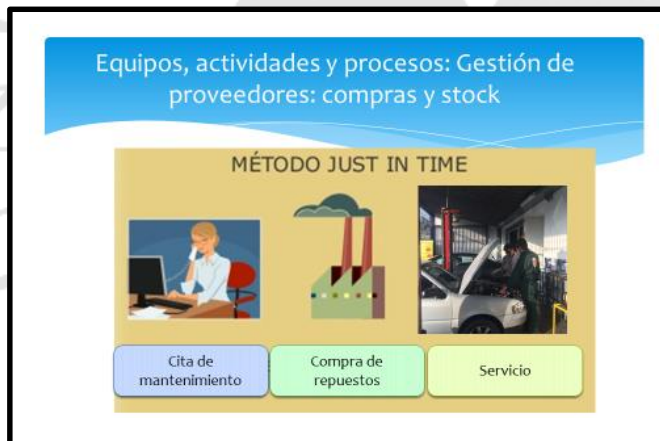 Equipos, actividades y procesos: Gestión de
proveedores: compras y stock
MÉTODO JUST IN TIME
Cita de
mantenimiento
Compra de
repuestos
Servicio